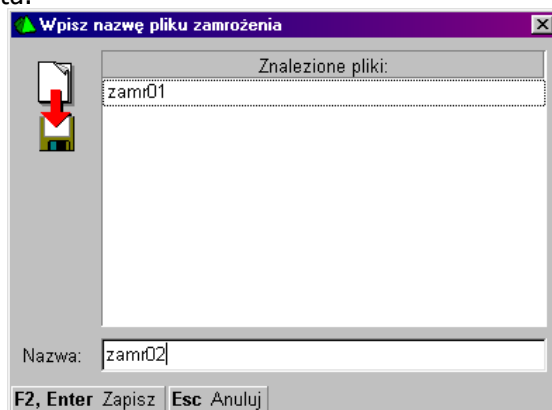 Wpisz nazwę pliku zamrożenia
Znalezione pliki:
zamr01
Nazwa: zamr02
F2, Enter Zapisz Esc Anuluj